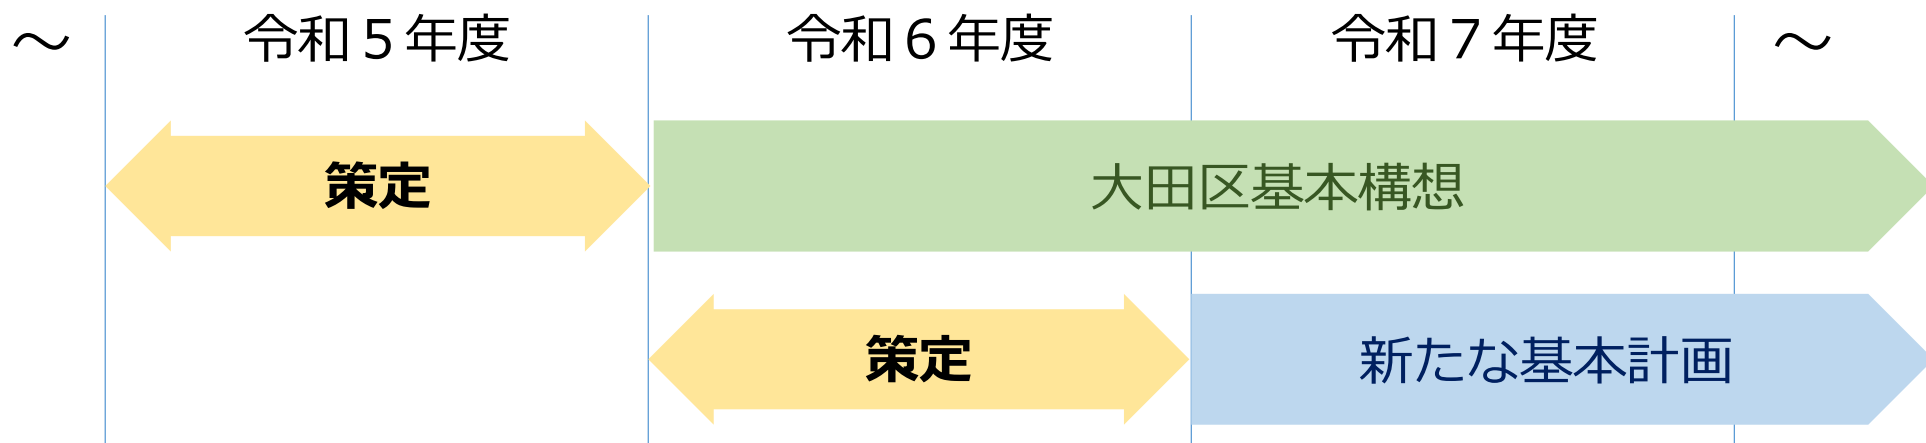 ～ 令和５年度 令和６年度 令和７年度 ～
策定 大田区基本構想
策定 新たな基本計画